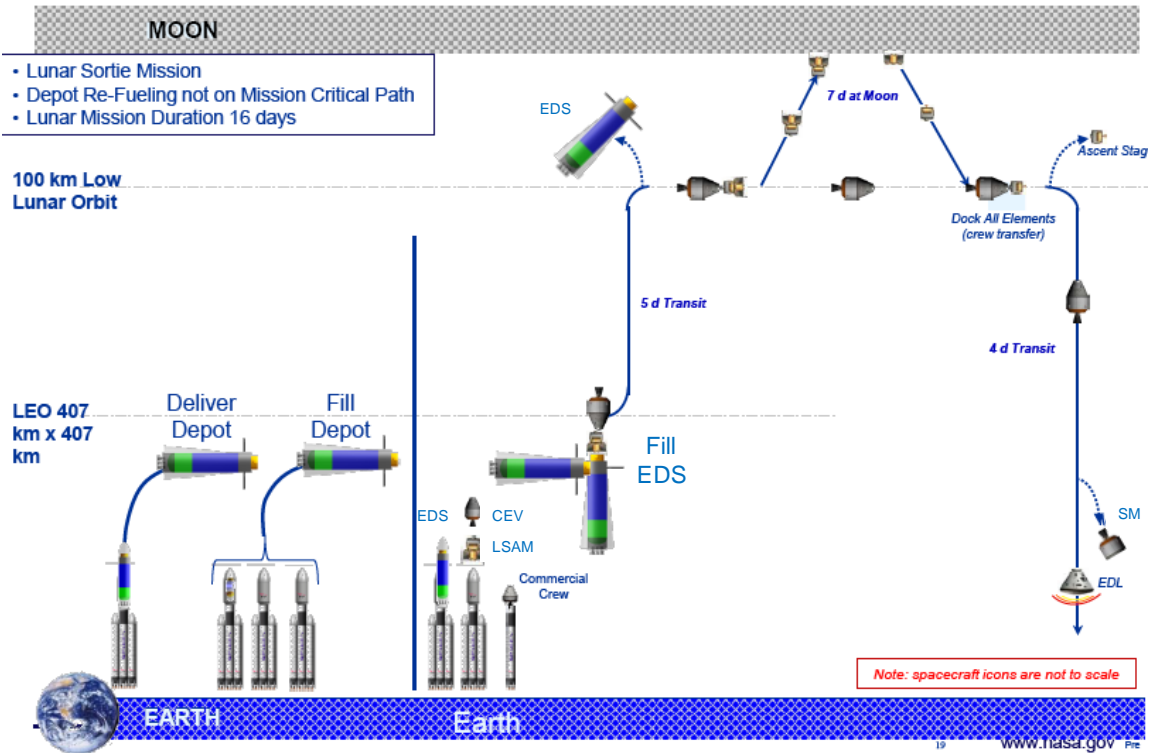 MOON
• Lunar Sortie Mission
• Depot Re-Fueling not on Mission Critical Path
• Lunar Mission Duration 16 days
EDS
7 d at Moon
Ascent Stag
100 km Low
Lunar Orbit
Dock All Elements
(crew transfer)
5 d Transit
4 d Transit
LEO 407
km x 407
km
Deliver
Depot
Fill
Depot
Fill
EDS
EDS
CEV
LSAM
Commercial
Crew
SM
EDL
Note: spacecraft icons are not to scale
EARTH
Earth
19
www.nasa.gov
Pre